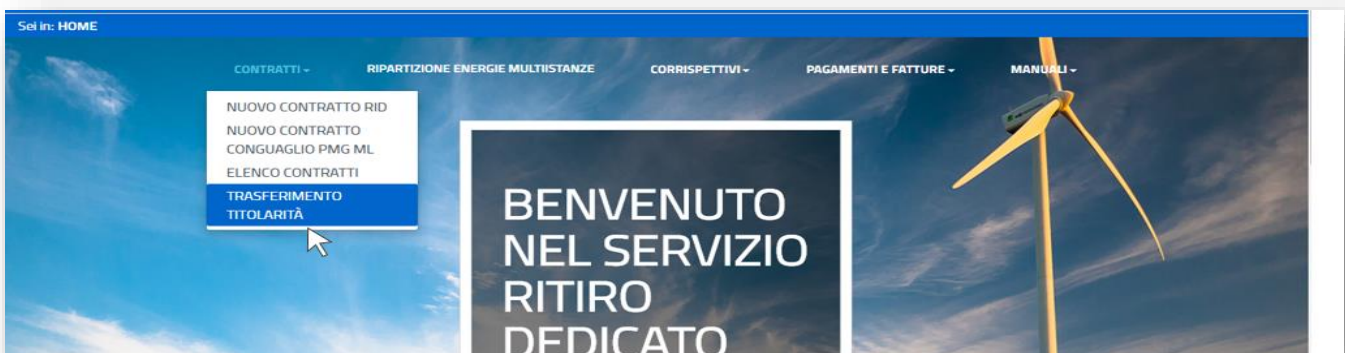 Sei in: HOME
CONTRATTI RIPARTIZIONE ENERGIE MULTIISTANZE CORRISPETTIVI PAGAMENTI E FATTURE MANUALI
NUOVO CONTRATTO RID
NUOVO CONTRATTO
CONGUAGLIO PMG ML
ELENCO CONTRATTI
TRASFERIMENTO
TITOLARITÀ
BENVENUTO
NEL SERVIZIO
RITIRO
DEDICATO